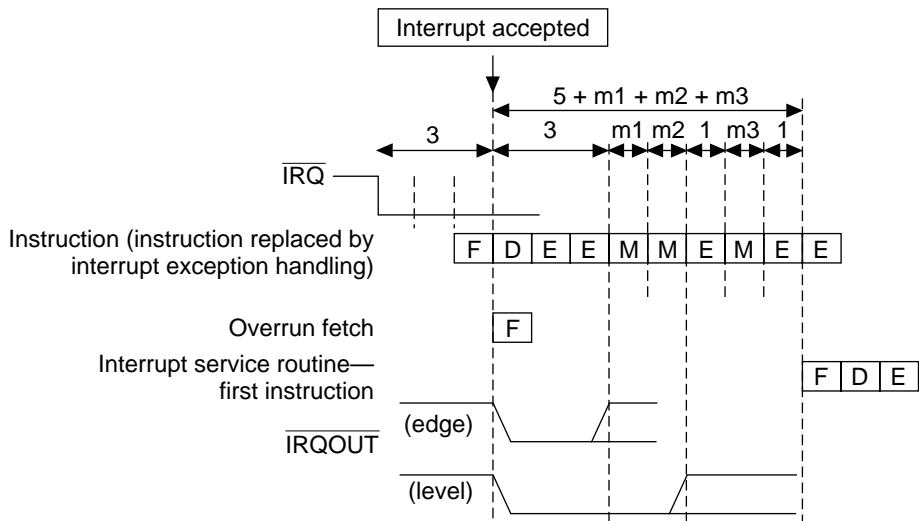 Interrupt accepted
5 + m1 + m2 + m3
3 3 m1 m2 1 m3 1
IRQ
Instruction (instruction replaced by
interrupt exception handling)
F D E E M M E M E E
Overrun fetch
F
Interrupt service routine—
first instruction
F D E
(edge)
IRQOUT
(level)